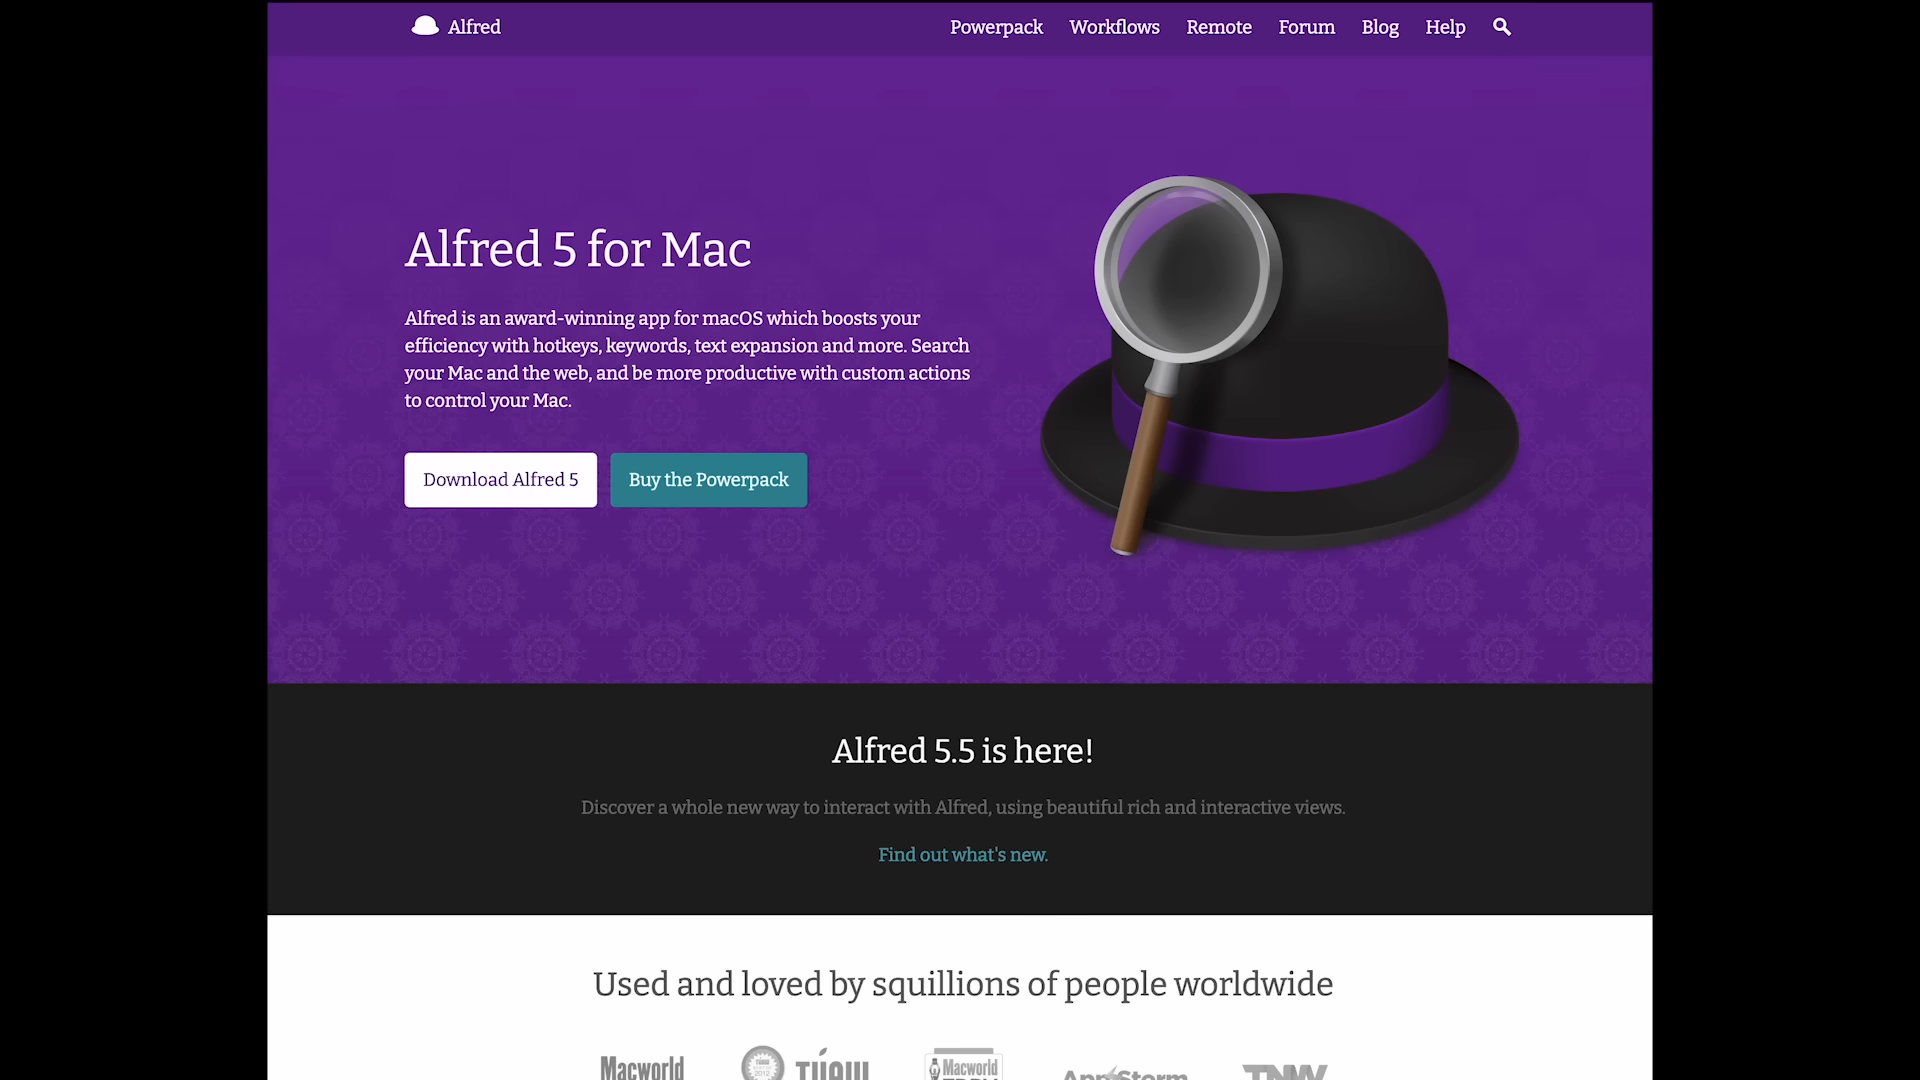 Alfred
Powerpack Workflows Remote Forum Blog Help
Alfred 5 for Mac
Alfred is an award-winning app for macOS which boosts your
efficiency with hotkeys, keywords, text expansion and more. Search
your Mac and the web, and be more productive with custom actions
to control your Mac.
Download Alfred 5
Buy the Powerpack
Alfred 5.5 is here!
Discover a whole new way to interact with Alfred, using beautiful rich and interactive views.
Find out what's new.
Used and loved by squillions of people worldwide
Macworld
TUAW
Macworld
AppStorm
TNW